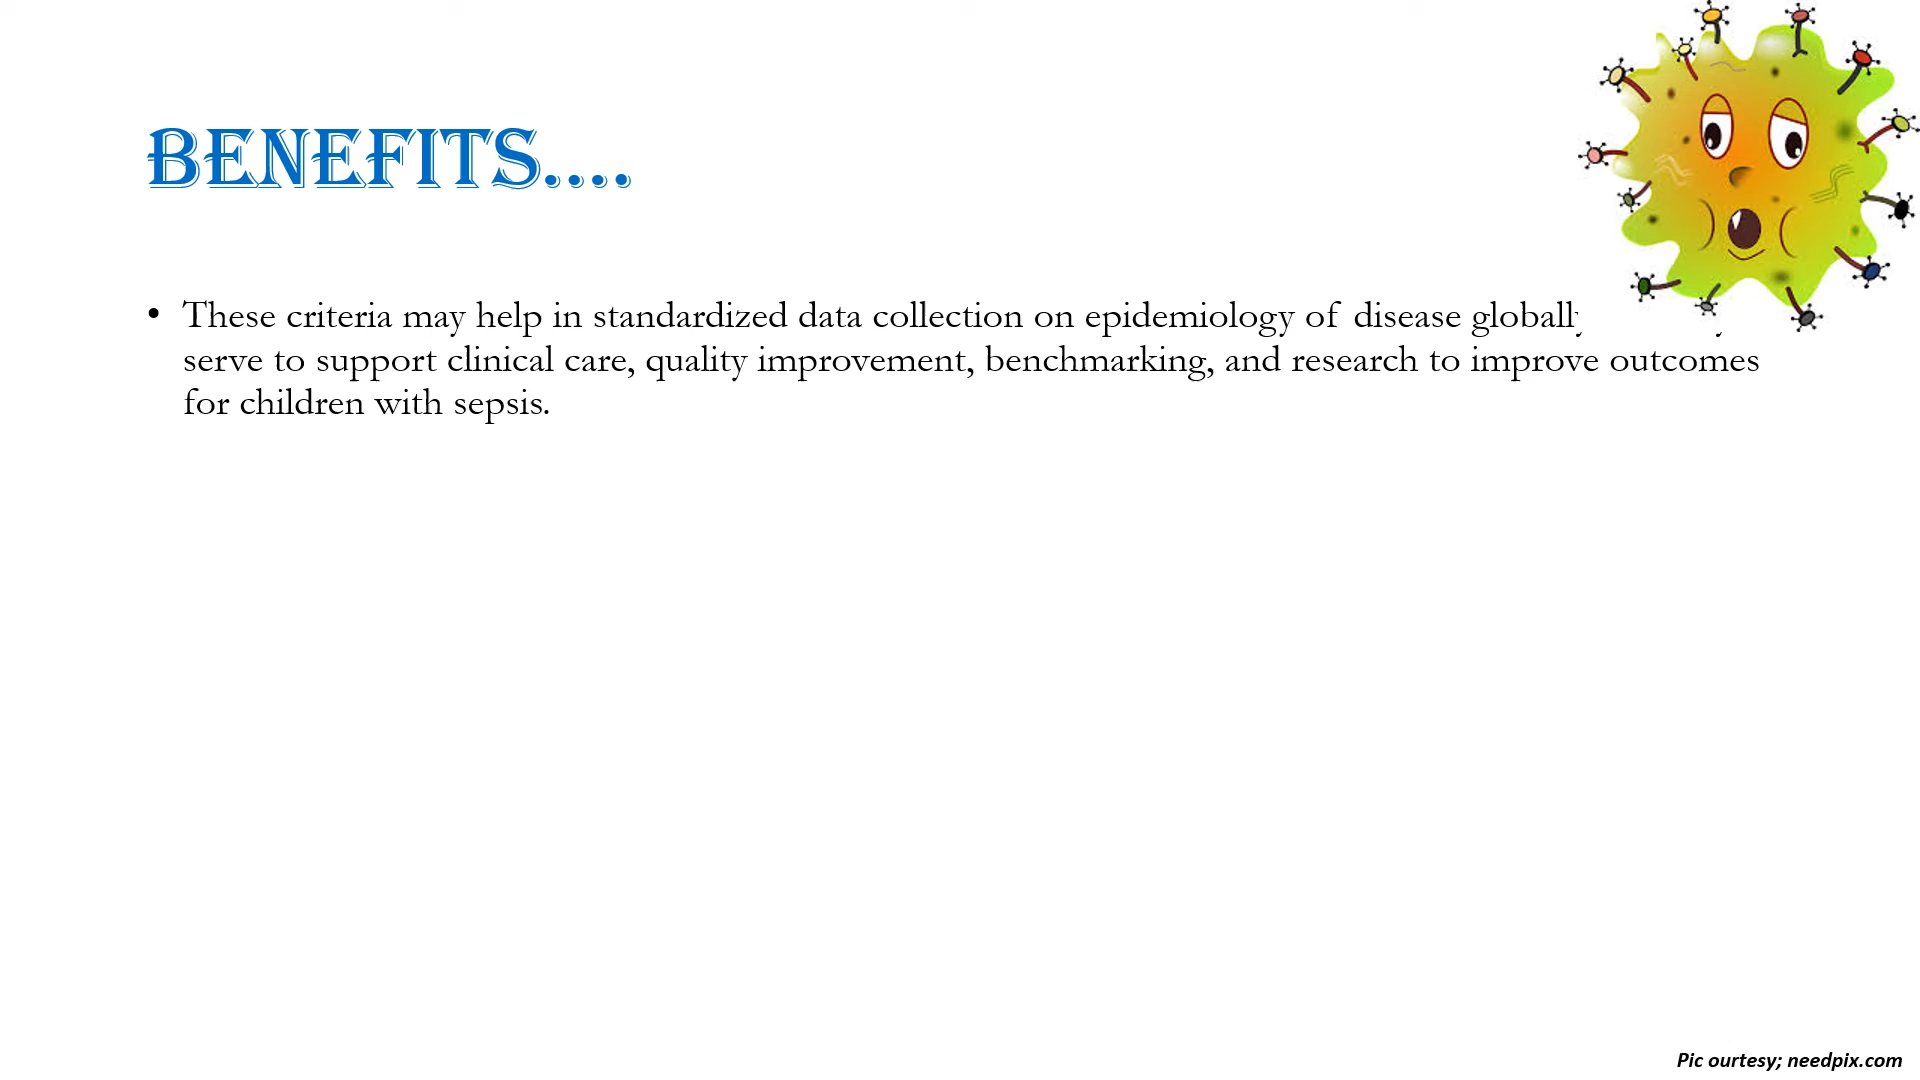 BENEFITS....
• These criteria may help in standardized data collection on epidemiology of disease globally
serve to support clinical care, quality improvement, benchmarking, and research to improve outcomes
for children with sepsis.
Pic ourtesy; needpix.com